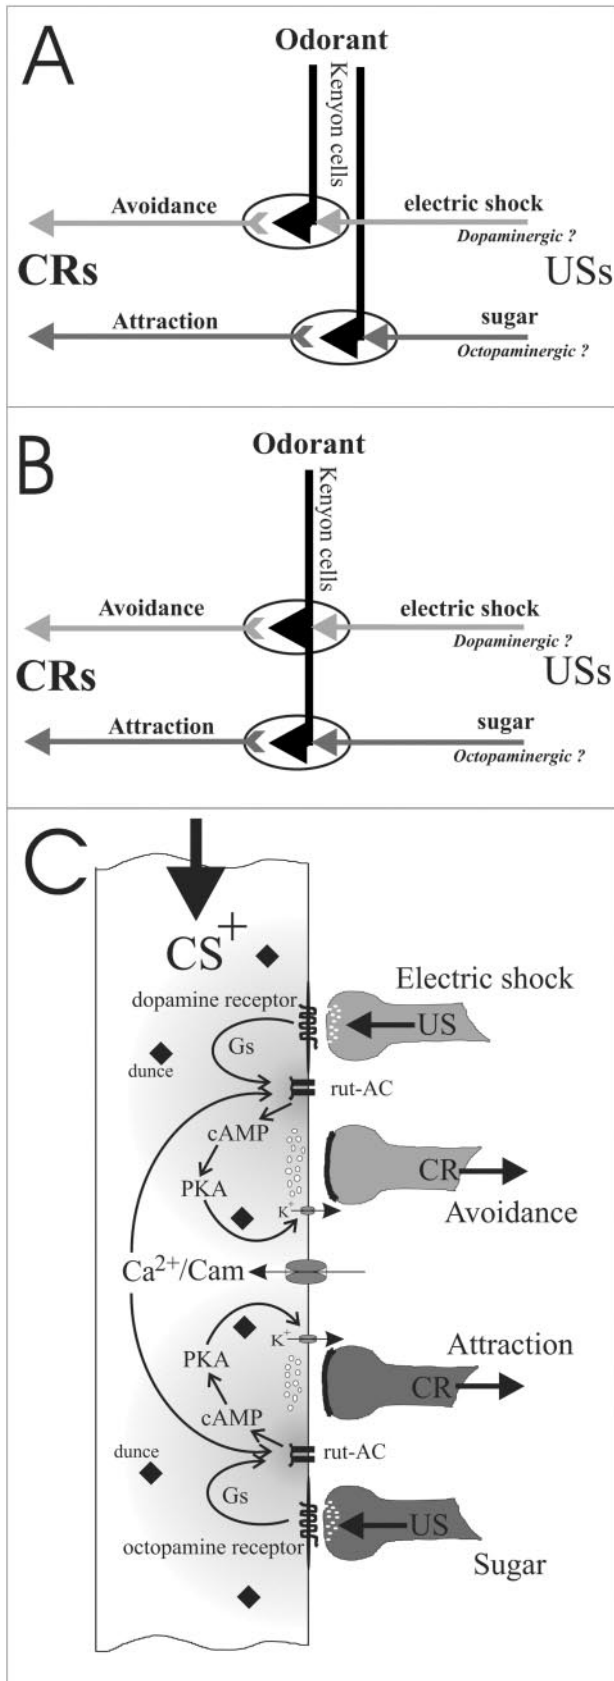 A
Odorant
Kenyon cells
Avoidance
electric shock
Dopaminergic ?
CRs
USs
Attraction
sugar
Octopaminergic ?
B
Odorant
Kenyon cells
Avoidance
electric shock
Dopaminergic ?
CRs
USs
Attraction
sugar
Octopaminergic ?
C
CS+
Electric shock
dopamine receptor
US
Gs
dunce
rut-AC
cAMP
CR
PKA
K+
Avoidance
Ca2+/Cam
K+
Attraction
PKA
CR
cAMP
dunce
rut-AC
Gs
US
octopamine receptor
Sugar